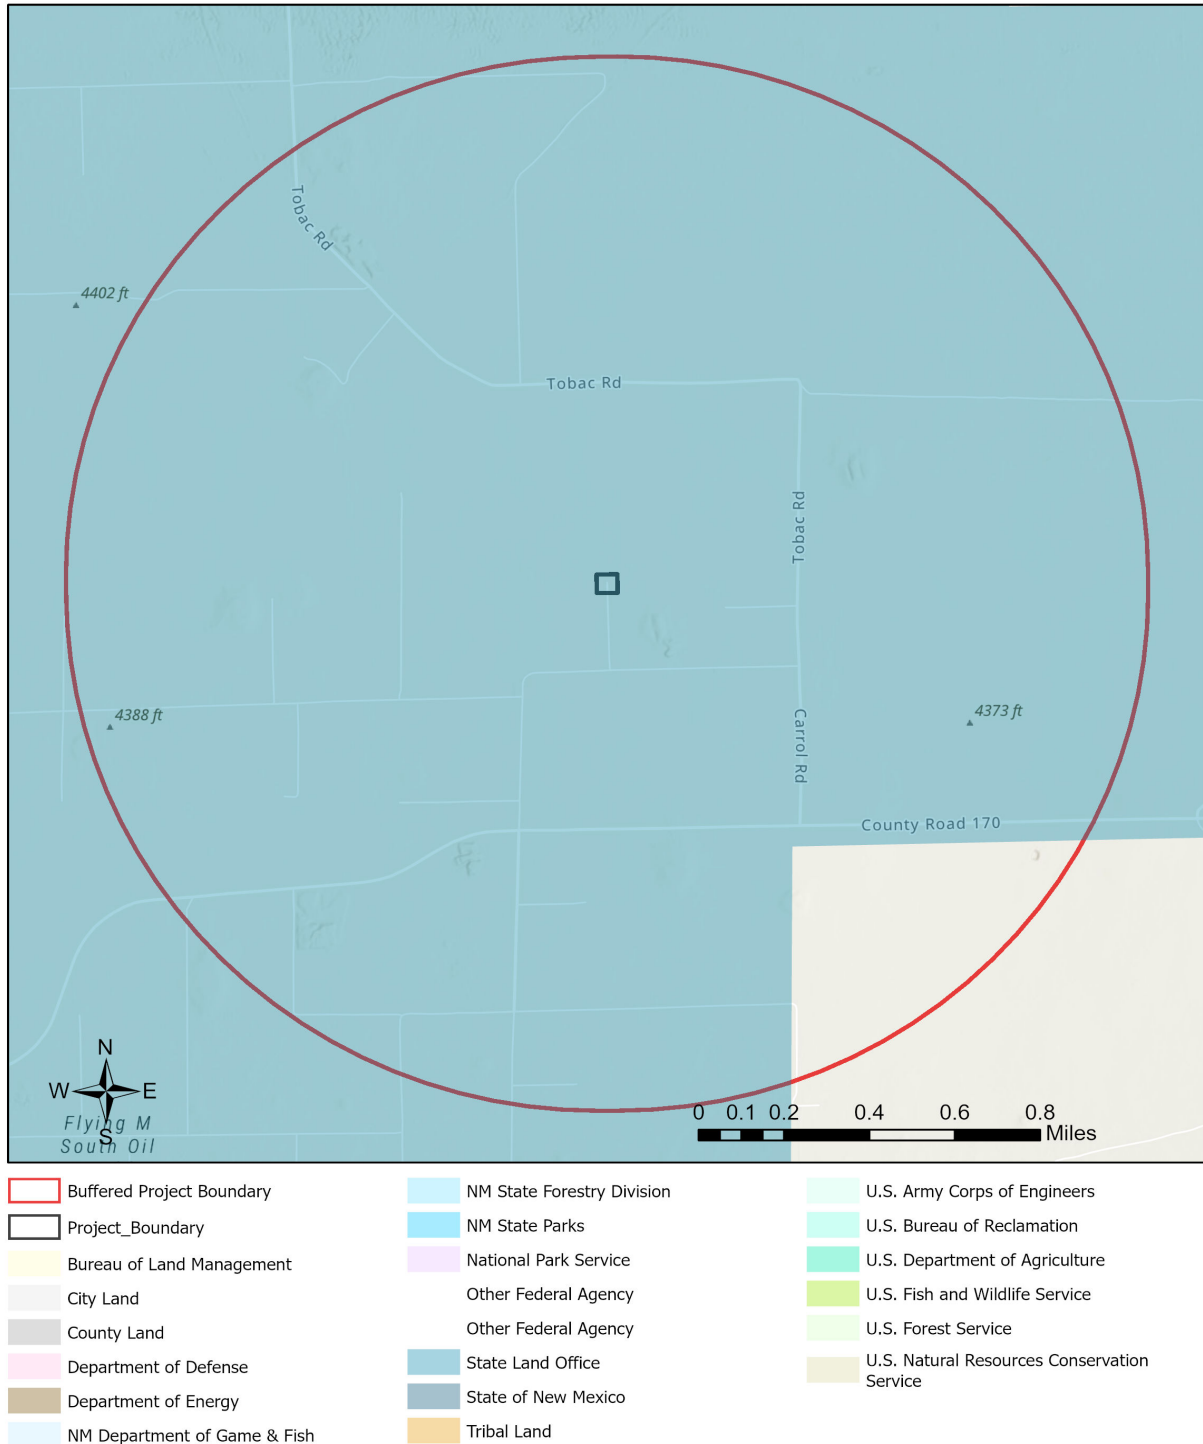 Tobac Rd
4402 ft
Tobac Rd
Tobac Rd
4388 ft
4373 ft
Carrol Rd
County Road 170
N
W E
S
Flying M
South Oil
0 0.1 0.2 0.4 0.6 0.8
Miles
Buffered Project Boundary
Project_Boundary
Bureau of Land Management
City Land
County Land
Department of Defense
Department of Energy
NM Department of Game & Fish
NM State Forestry Division
NM State Parks
National Park Service
Other Federal Agency
Other Federal Agency
State Land Office
State of New Mexico
Tribal Land
U.S. Army Corps of Engineers
U.S. Bureau of Reclamation
U.S. Department of Agriculture
U.S. Fish and Wildlife Service
U.S. Forest Service
U.S. Natural Resources Conservation
Service